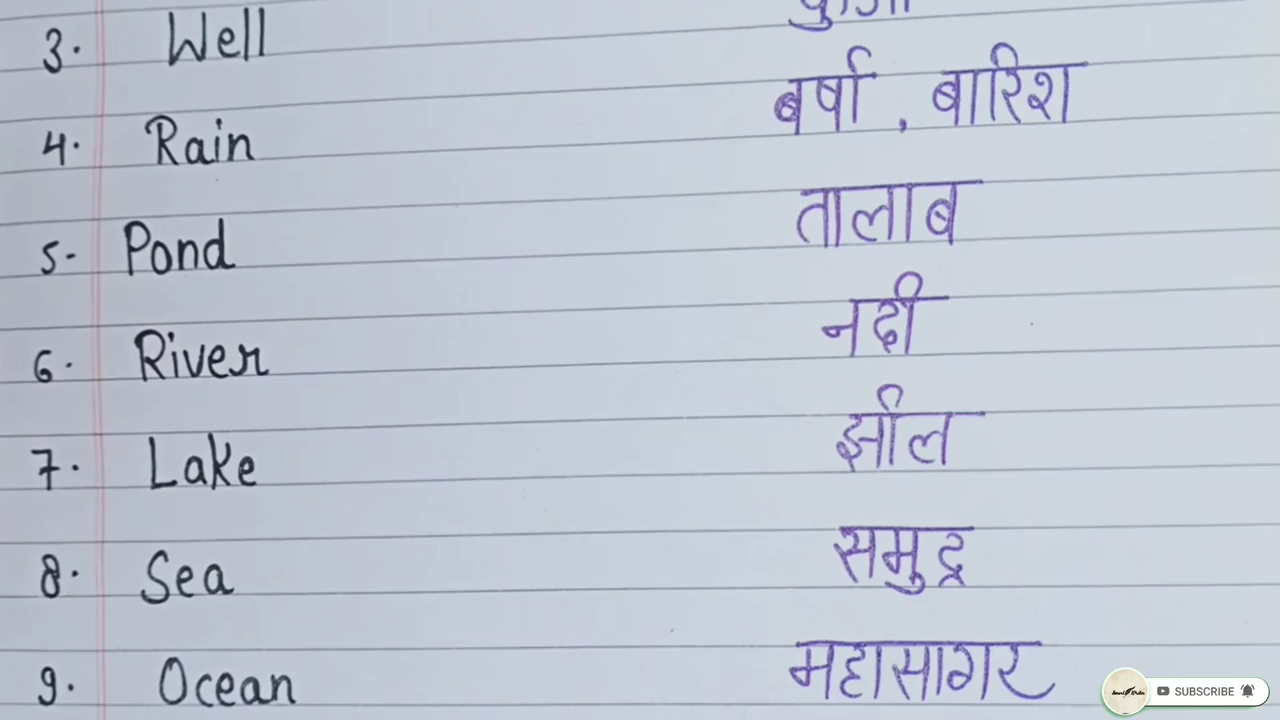 3. Well कुआँ
4. Rain बर्षा , बारिश
5- Pond तालाब
6. River नदी
7. Lake झील
8. Sea समुद्र
9. Ocean महासागर
SUBSCRIBE